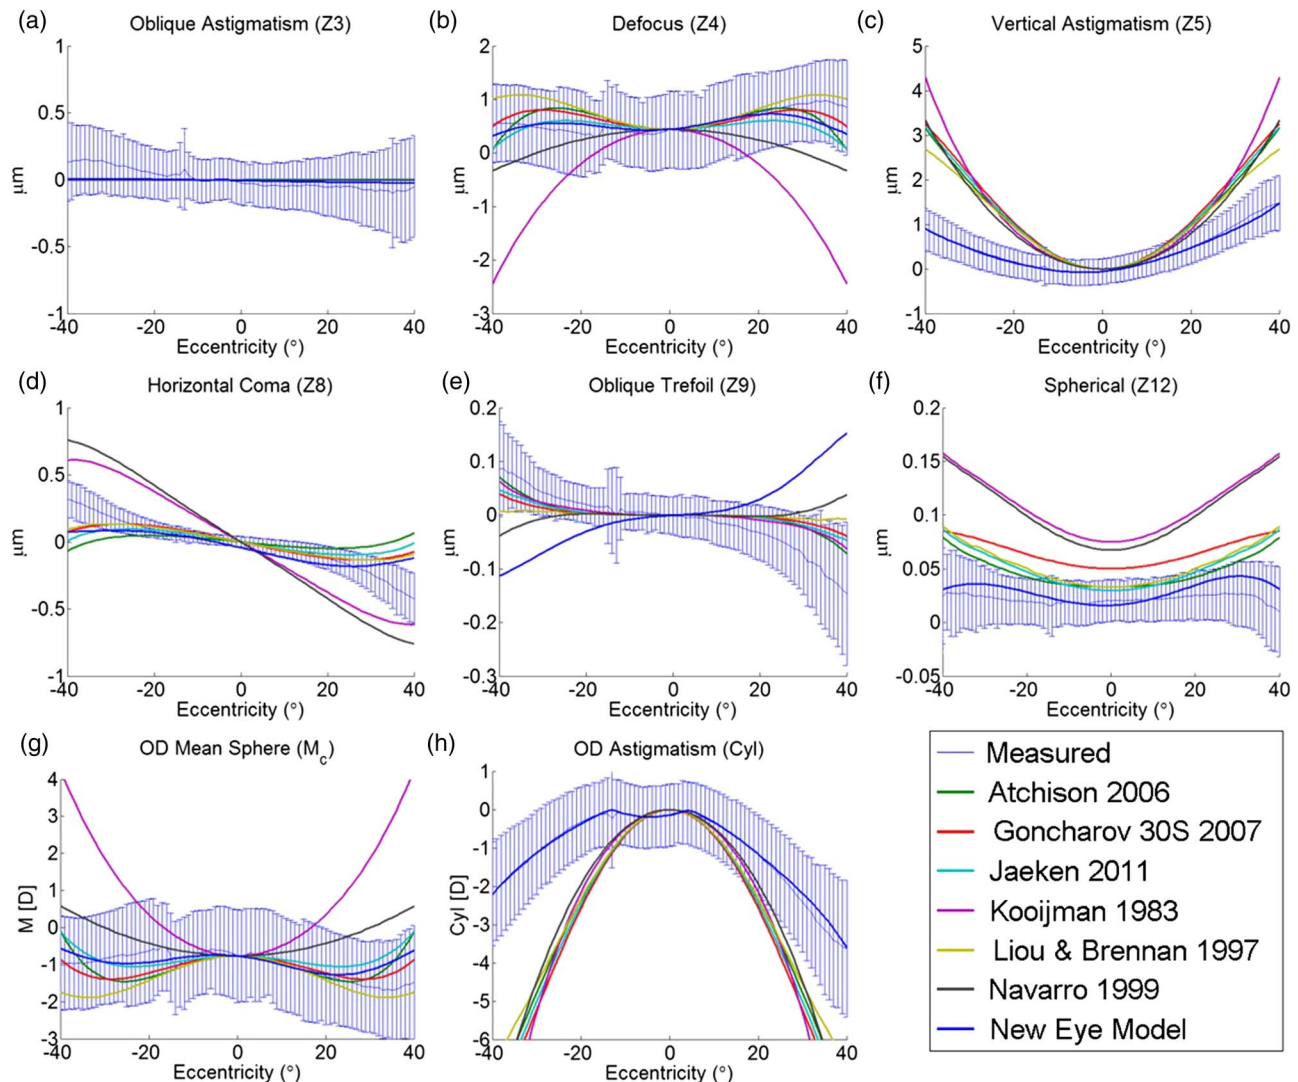 (a) Oblique Astigmatism (Z3)
1
0.5
0
-0.5
-1
μm
-40 -20 0 20 40
Eccentricity (°)
(b) Defocus (Z4)
2
1
0
-1
-2
-3
μm
-40 -20 0 20 40
Eccentricity (°)
(c) Vertical Astigmatism (Z5)
5
4
3
2
1
0
-1
μm
-40 -20 0 20 40
Eccentricity (°)
(d) Horizontal Coma (Z8)
1
0.5
0
-0.5
-1
μm
-40 -20 0 20 40
Eccentricity (°)
(e) Oblique Trefoil (Z9)
0.2
0.1
0
-0.1
-0.2
-0.3
μm
-40 -20 0 20 40
Eccentricity (°)
(f) Spherical (Z12)
0.2
0.15
0.1
0.05
0
-0.05
μm
-40 -20 0 20 40
Eccentricity (°)
(g) OD Mean Sphere (Mc)
4
3
2
1
0
-1
-2
-3
M [D]
-40 -20 0 20 40
Eccentricity (°)
(h) OD Astigmatism (Cyl)
1
0
-1
-2
-3
-4
-5
-6
Cyl [D]
-40 -20 0 20 40
Eccentricity (°)
Measured
Atchison 2006
Goncharov 30S 2007
Jaeken 2011
Kooijman 1983
Liou & Brennan 1997
Navarro 1999
New Eye Model